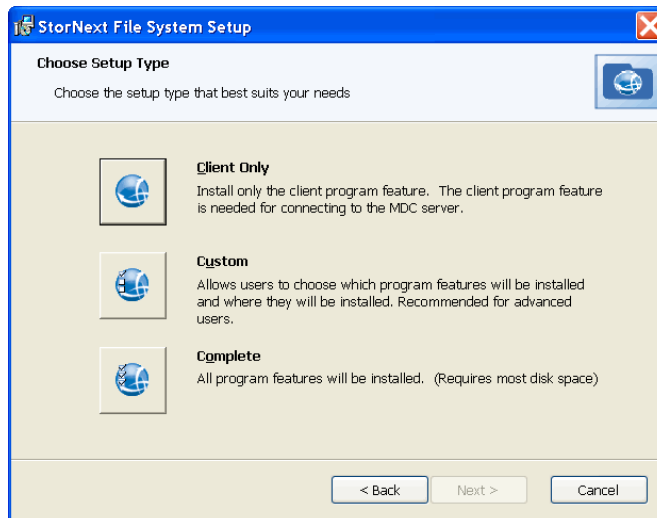 StorNext File System Setup
Choose Setup Type
Choose the setup type that best suits your needs
Client Only
Install only the client program feature. The client program feature
is needed for connecting to the MDC server.
Custom
Allows users to choose which program features will be installed
and where they will be installed. Recommended for advanced
users.
Complete
All program features will be installed. (Requires most disk space)
< Back
Next >
Cancel